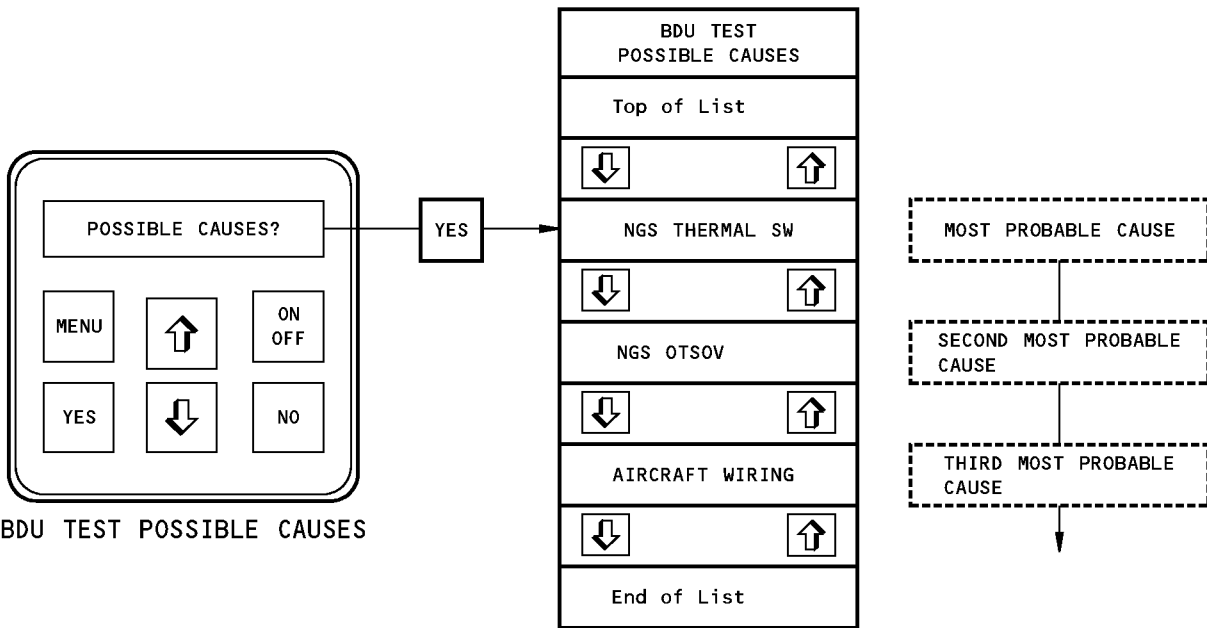 POSSIBLE CAUSES?
MENU
ON
OFF
YES
NO
BDU TEST POSSIBLE CAUSES
YES
BDU TEST
POSSIBLE CAUSES
Top of List
NGS THERMAL SW
NGS OTSOV
AIRCRAFT WIRING
End of List
MOST PROBABLE CAUSE
SECOND MOST PROBABLE
CAUSE
THIRD MOST PROBABLE
CAUSE